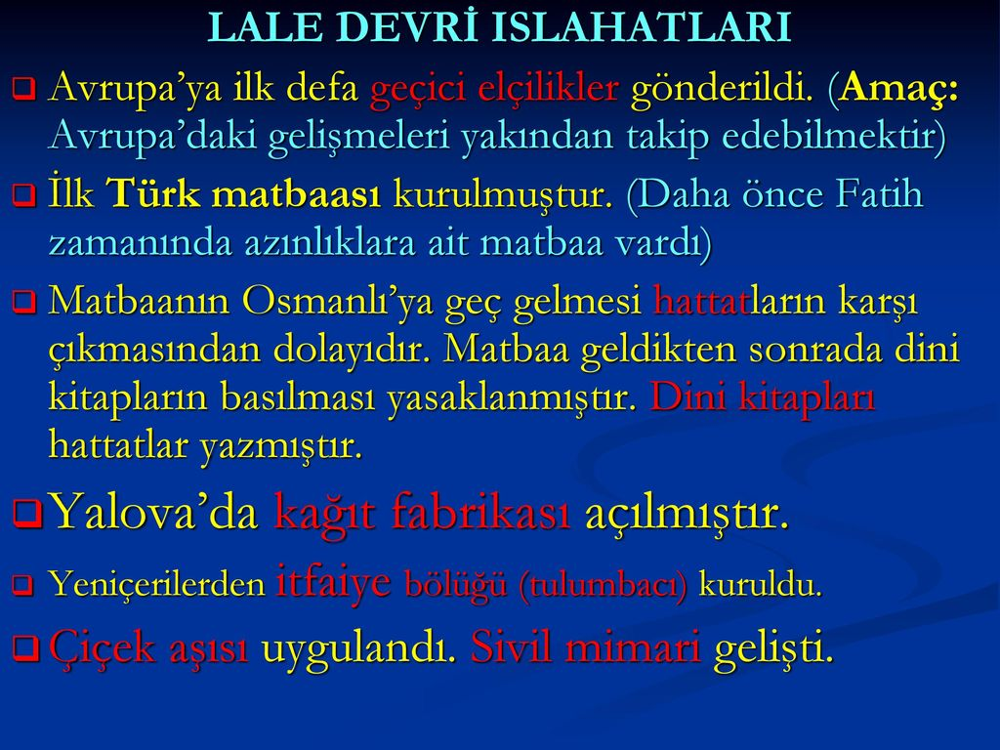 LALE DEVRİ ISLAHATLARI
Avrupa’ya ilk defa geçici elçilikler gönderildi. (Amaç:
Avrupa’daki gelişmeleri yakından takip edebilmektir)
İlk Türk matbaası kurulmuştur. (Daha önce Fatih
zamanında azınlıklara ait matbaa vardı)
Matbaanın Osmanlı’ya geç gelmesi hattatların karşı
çıkmasından dolayıdır. Matbaa geldikten sonrada dini
kitapların basılması yasaklanmıştır. Dini kitapları
hattatlar yazmıştır.
Yalova’da kağıt fabrikası açılmıştır.
Yeniçerilerden itfaiye bölüğü (tulumbacı) kuruldu.
Çiçek aşısı uygulandı. Sivil mimari gelişti.